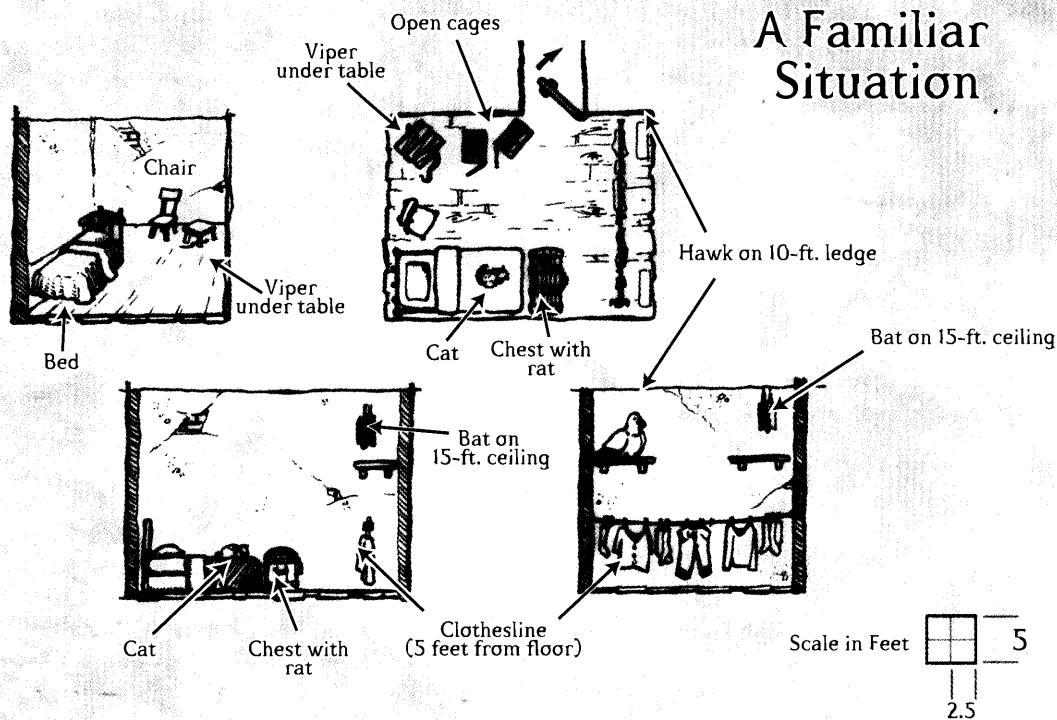 A Familiar
Situation
Open cages
Viper
under table
Chair
Hawk on 10-ft. ledge
Viper
under table
Bed
Cat
Chest with
rat
Bat on 15-ft. ceiling
Bat on
15-ft. ceiling
Cat
Chest with
rat
Clothesline
(5 feet from floor)
Scale in Feet
5
2.5